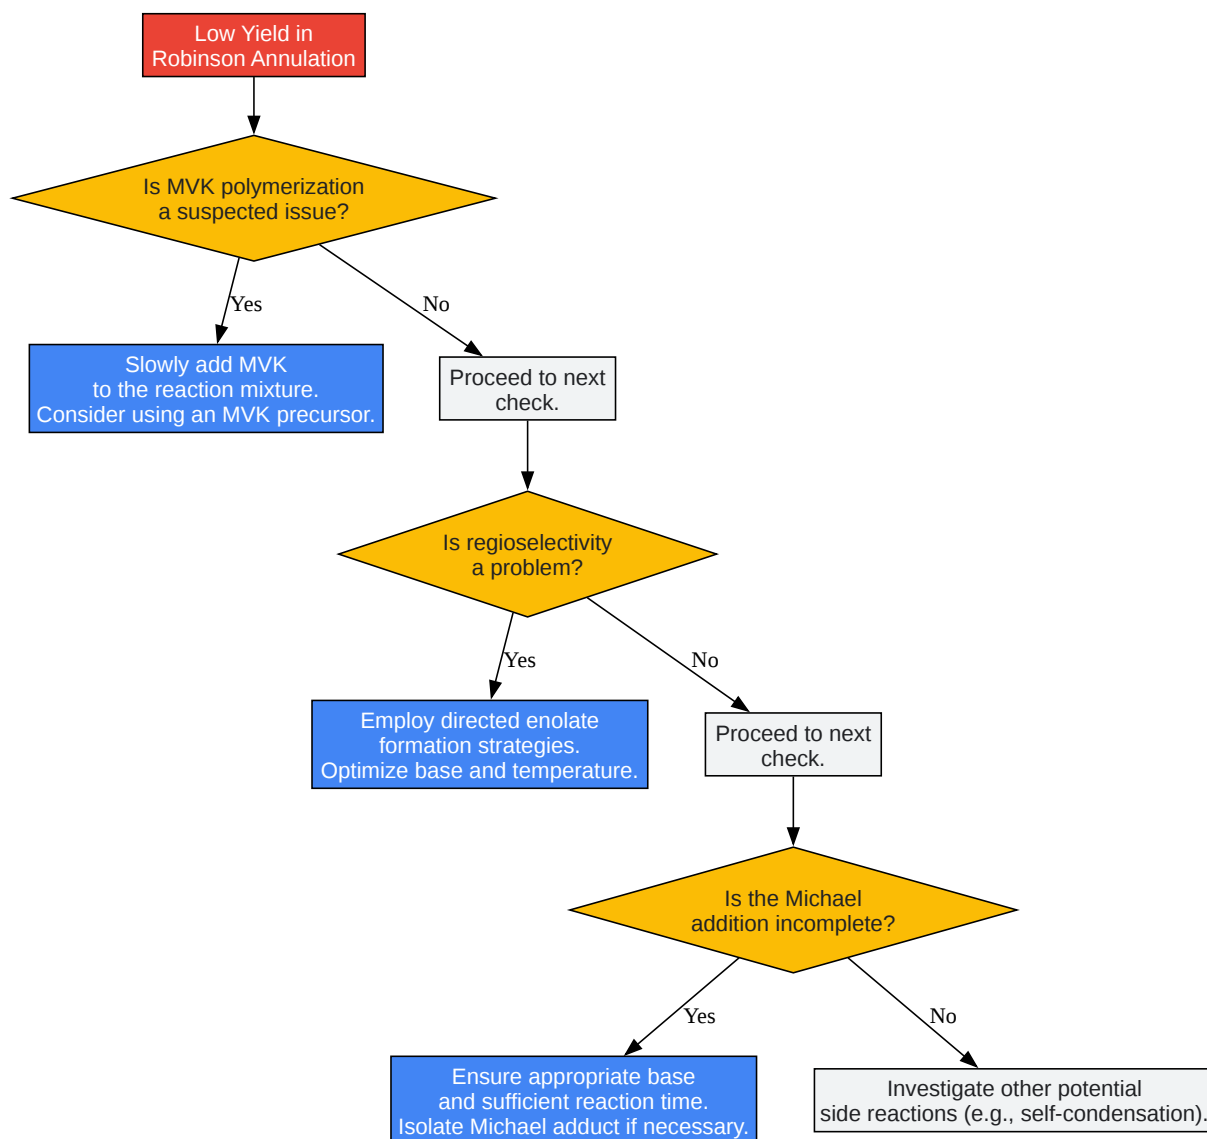 Low Yield in
Robinson Annulation
Is MVK polymerization
a suspected issue?
Yes
No
Slowly add MVK
to the reaction mixture.
Consider using an MVK precursor.
Proceed to next
check.
Is regioselectivity
a problem?
Yes
No
Employ directed enolate
formation strategies.
Optimize base and temperature.
Proceed to next
check.
Is the Michael
addition incomplete?
Yes
No
Ensure appropriate base
and sufficient reaction time.
Isolate Michael adduct if necessary.
Investigate other potential
side reactions (e.g., self-condensation).